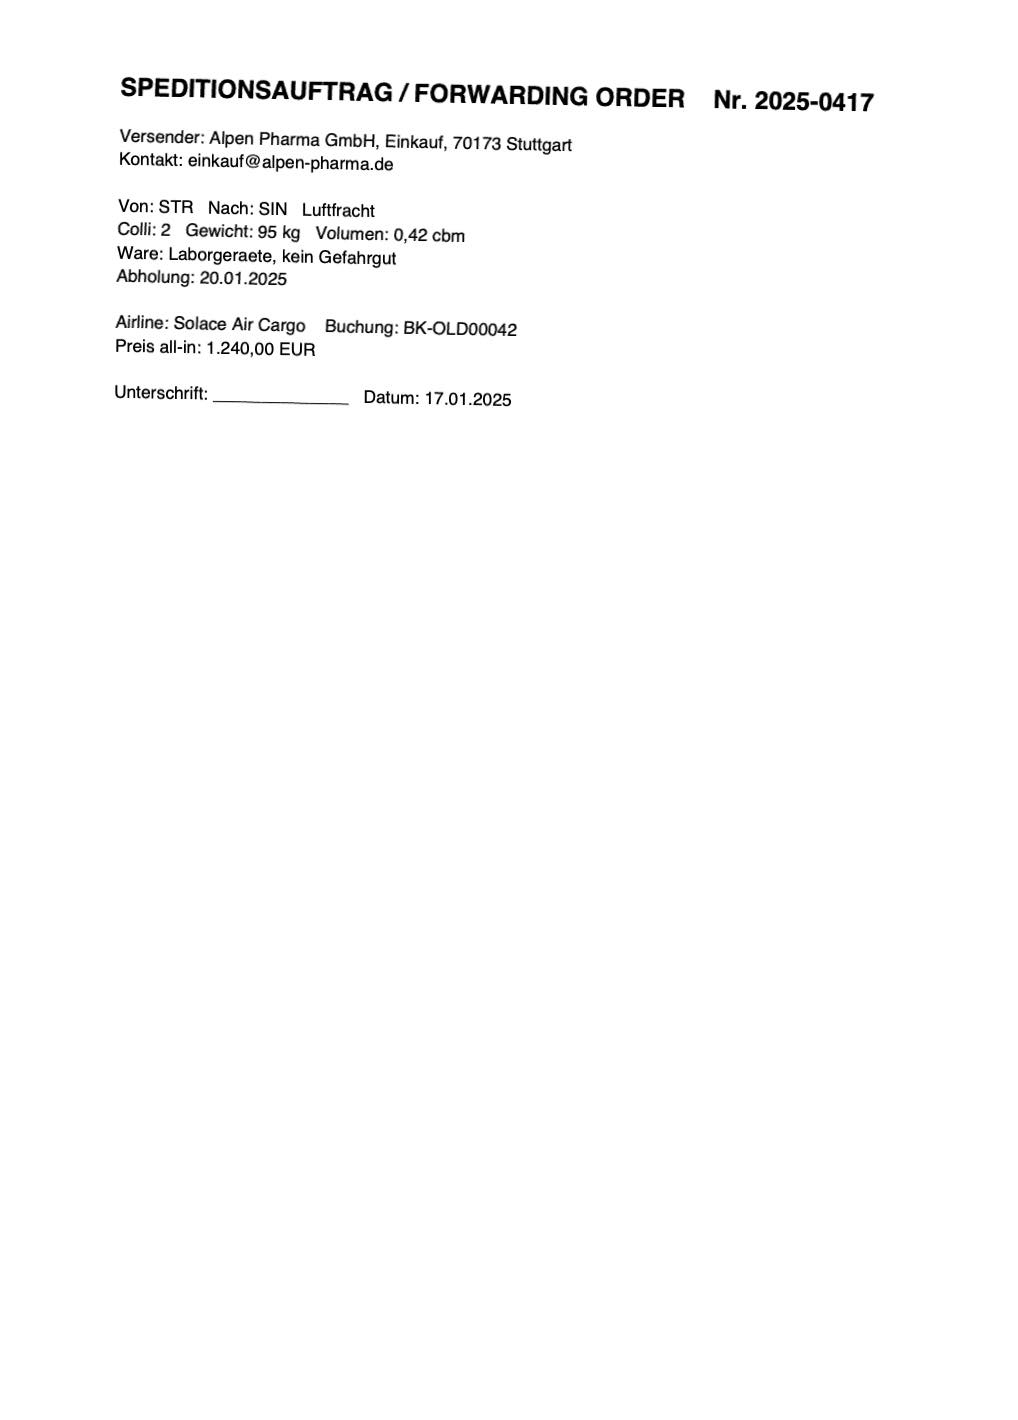 SPEDITIONSAUFTRAG / FORWARDING ORDER Nr. 2025-0417
Versender: Alpen Pharma GmbH, Einkauf, 70173 Stuttgart
Kontakt: einkauf@alpen-pharma.de
Von: STR Nach: SIN Luftfracht
Colli: 2 Gewicht: 95 kg Volumen: 0,42 cbm
Ware: Laborgeraete, kein Gefahrgut
Abholung: 20.01.2025
Airline: Solace Air Cargo Buchung: BK-OLD00042
Preis all-in: 1.240,00 EUR
Unterschrift: _______________ Datum: 17.01.2025